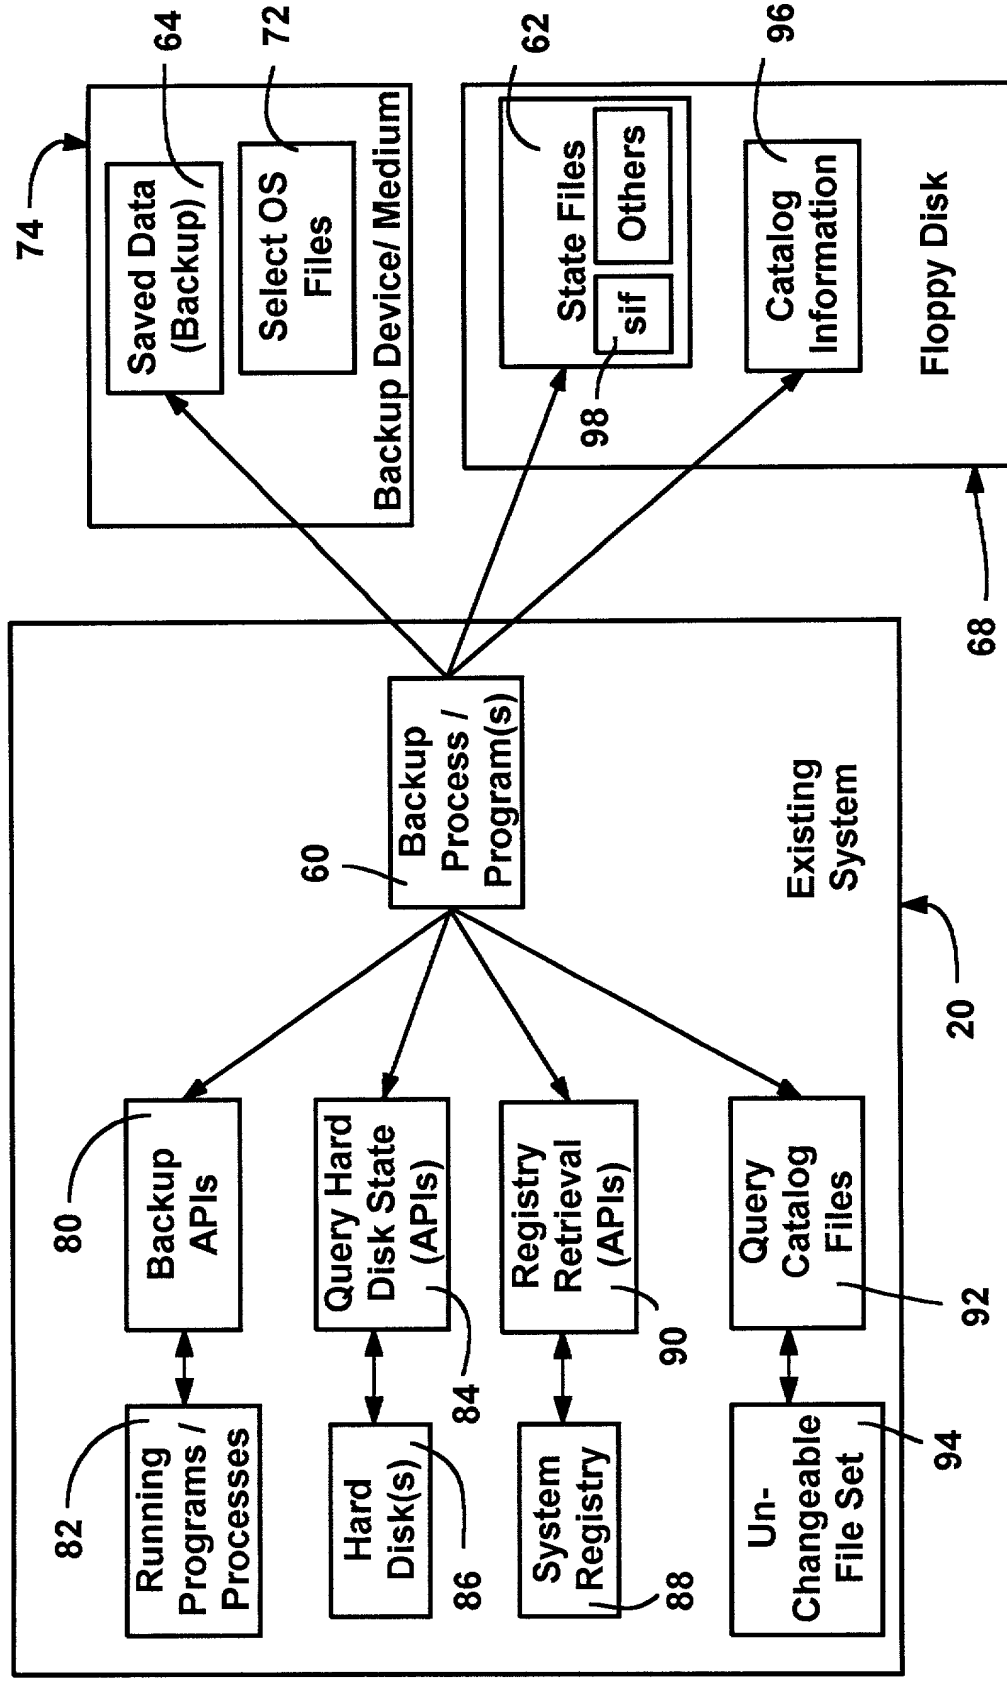 82
Running
Programs /
Processes
80
Backup
APIs
Hard
Disk(s)
86
Query Hard
Disk State
(APIs)
84
System
Registry
88
Registry
Retrieval
(APIs)
90
Un-
Changeable
File Set
94
Query
Catalog
Files
92
60
Backup
Process /
Program(s)
Existing
System
20
74
Saved Data
(Backup)
64
Select OS
Files
72
Backup Device/ Medium
State Files
62
sif
Others
98
Catalog
Information
96
Floppy Disk
68